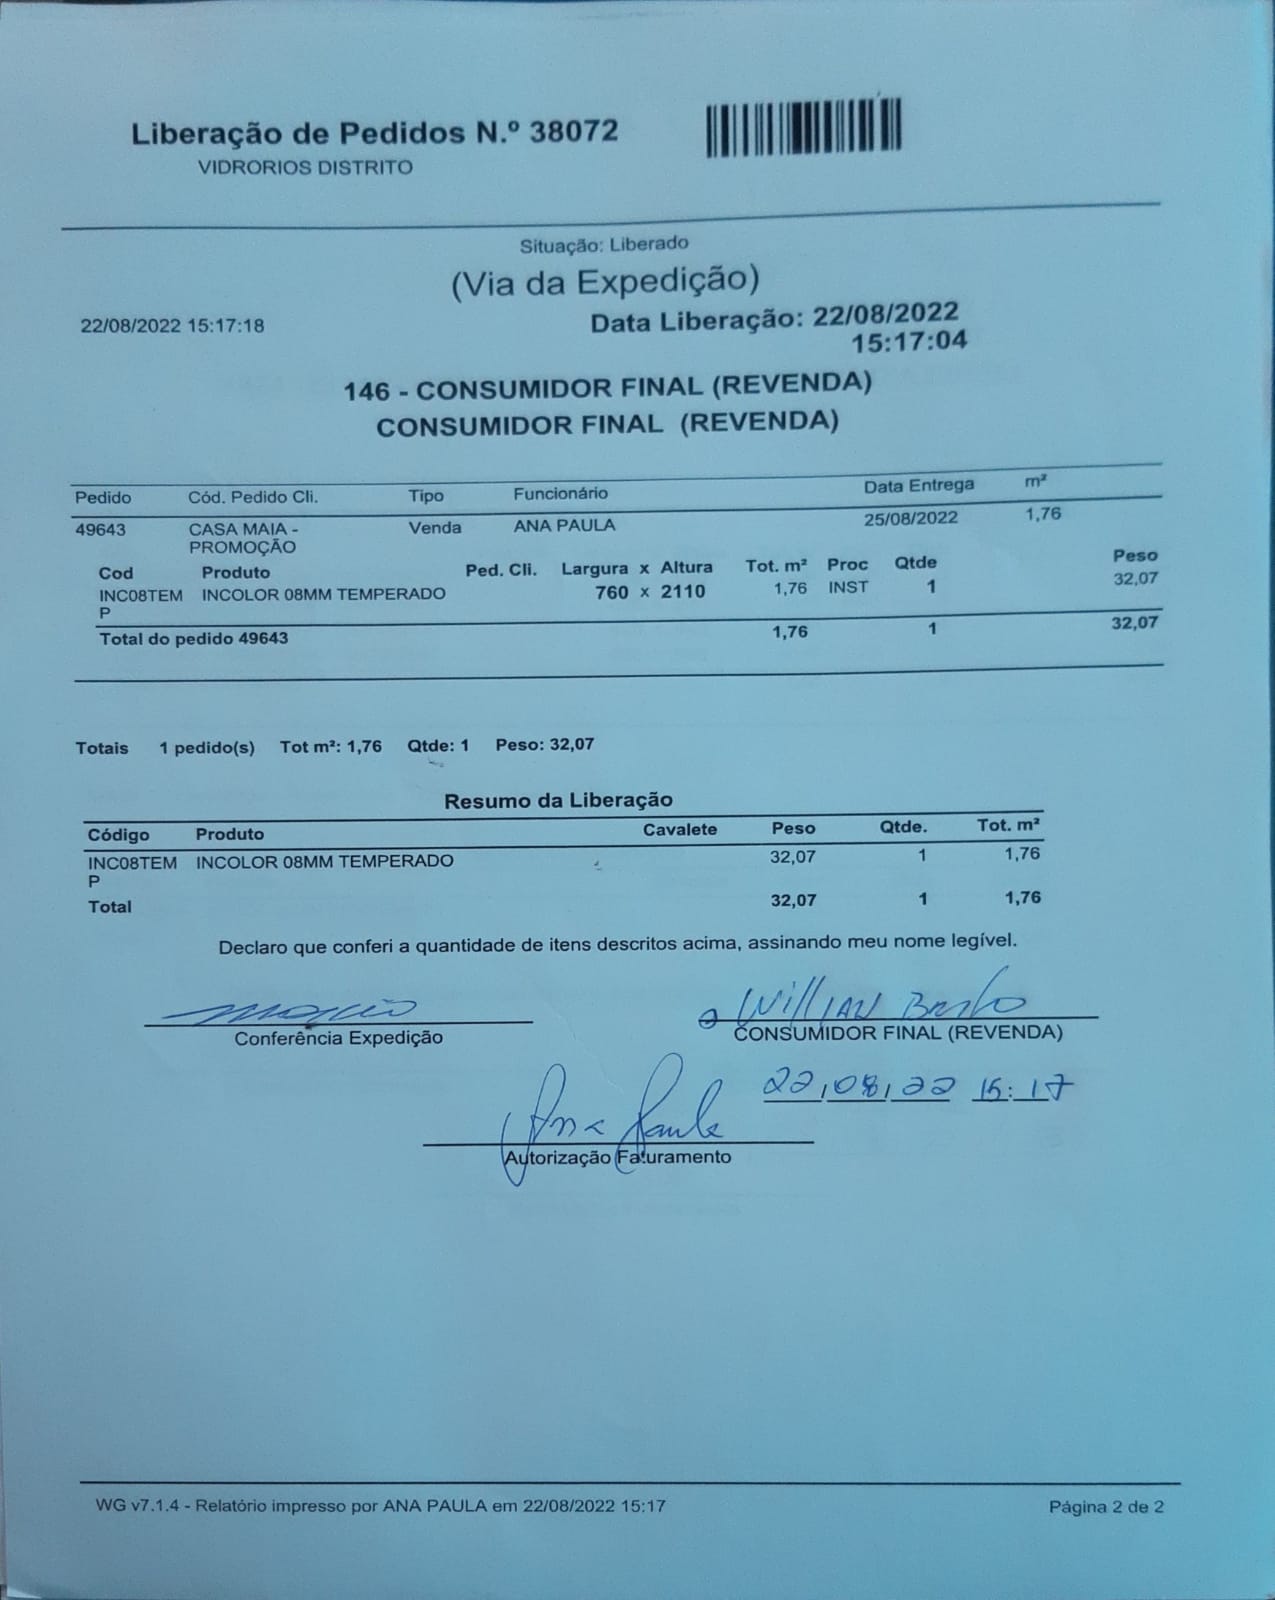 Liberação de Pedidos N.º 38072
VIDRORIOS DISTRITO
Situação: Liberado
(Via da Expedição)
22/08/2022 15:17:18
Data Liberação: 22/08/2022
15:17:04
146 - CONSUMIDOR FINAL (REVENDA)
CONSUMIDOR FINAL (REVENDA)
Pedido Cód. Pedido Cli. Tipo Funcionário Data Entrega m²
49643 CASA MAIA - Venda ANA PAULA 25/08/2022 1,76
PROMOÇÃO
Cod Produto Ped. Cli. Largura x Altura Tot. m² Proc Qtde Peso
INC08TEM INCOLOR 08MM TEMPERADO 760 x 2110 1,76 INST 1 32,07
P
Total do pedido 49643 1,76 1 32,07
Totais 1 pedido(s) Tot m²: 1,76 Qtde: 1 Peso: 32,07
Resumo da Liberação
Código Produto Cavalete Peso Qtde. Tot. m²
INC08TEM INCOLOR 08MM TEMPERADO 32,07 1 1,76
P
Total 32,07 1 1,76
Declaro que conferi a quantidade de itens descritos acima, assinando meu nome legível.
Willian
Conferência Expedição CONSUMIDOR FINAL (REVENDA)
22/08/22 15:17
Ana Paula
Autorização Faturamento
WG v7.1.4 - Relatório impresso por ANA PAULA em 22/08/2022 15:17 Página 2 de 2